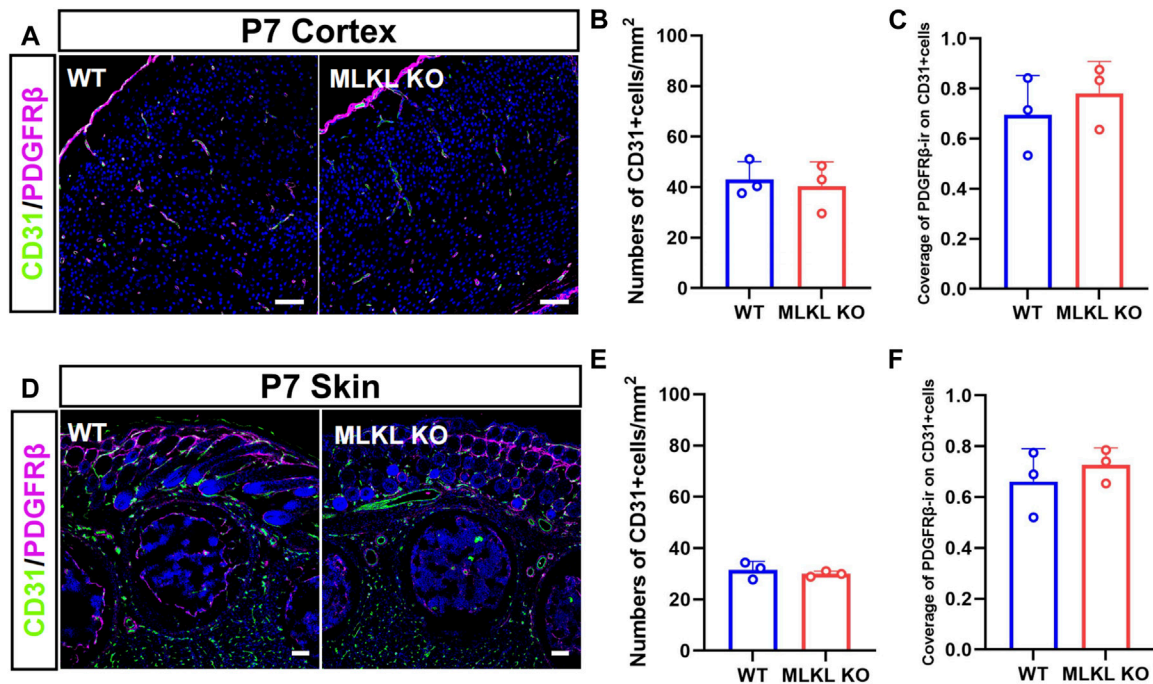 A
P7 Cortex
CD31/PDGFRβ
WT
MLKL KO
B
Numbers of CD31+cells/mm²
100
80
60
40
20
0
WT MLKL KO
C
Coverage of PDGFRβ-ir on CD31+cells
1.0
0.8
0.6
0.4
0.2
0.0
WT MLKL KO
D
P7 Skin
CD31/PDGFRβ
WT
MLKL KO
E
Numbers of CD31+cells/mm²
100
80
60
40
20
0
WT MLKL KO
F
Coverage of PDGFRβ-ir on CD31+cells
1.0
0.8
0.6
0.4
0.2
0.0
WT MLKL KO